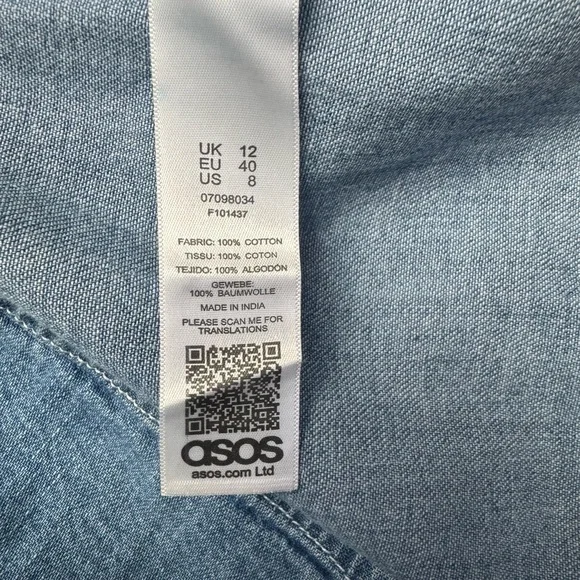 UK 12
EU 40
US 8
07098034
F101437
FABRIC: 100% COTTON
TISSU: 100% COTON
TEJIDO: 100% ALGODÓN
GEWEBE:
100% BAUMWOLLE
MADE IN INDIA
PLEASE SCAN ME FOR
TRANSLATIONS
asos
asos.com Ltd